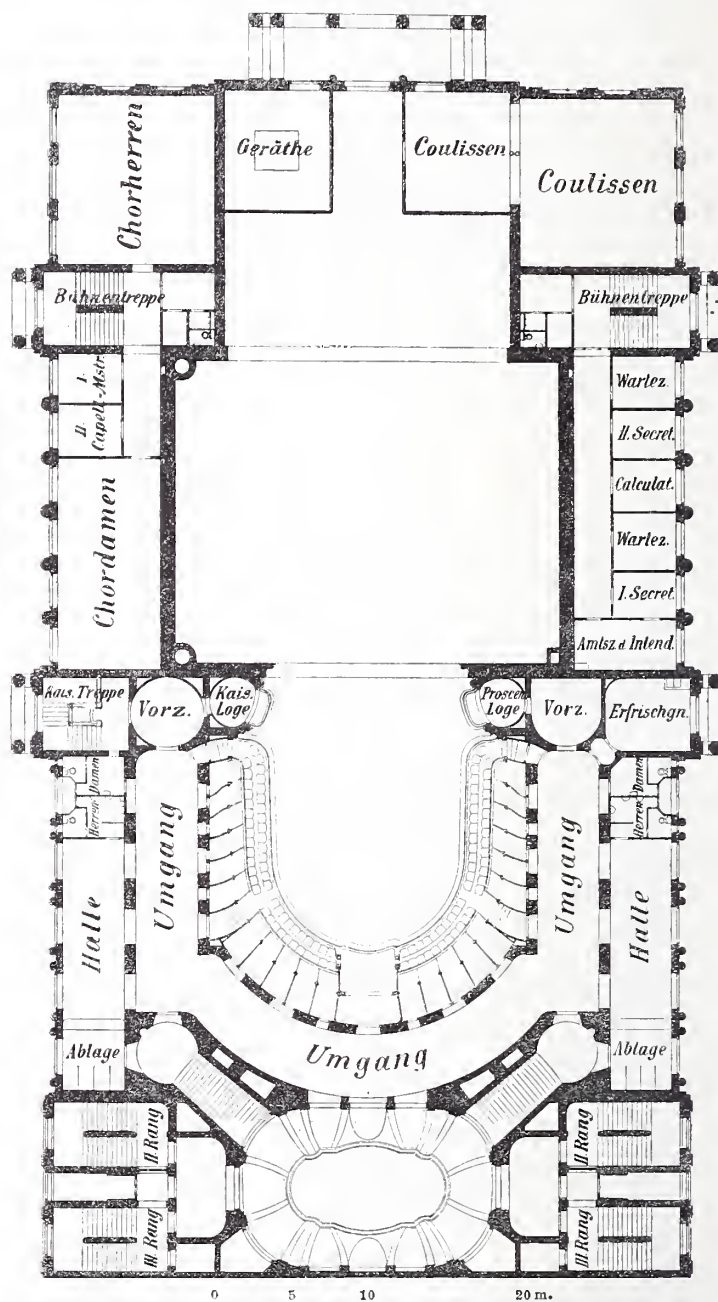 Chorherren
Geräthe
Coulissen
Coulissen
Bühnentreppe
Bühnentreppe
I.
II.
Capell-Mstr.
Wartez.
II. Secret.
Calculat.
Wartez.
I. Secret.
Amtsz. d. Intend.
Chordamen
Kais. Treppe
Vorz.
Kais.
Loge
Proscen.
Loge
Vorz.
Erfrischgn.
Damen
Herren
Damen
Herren
Umgang
Umgang
Halle
Halle
Ablage
Umgang
Ablage
II Rang
II Rang
III Rang
III Rang
0 5 10 20 m.